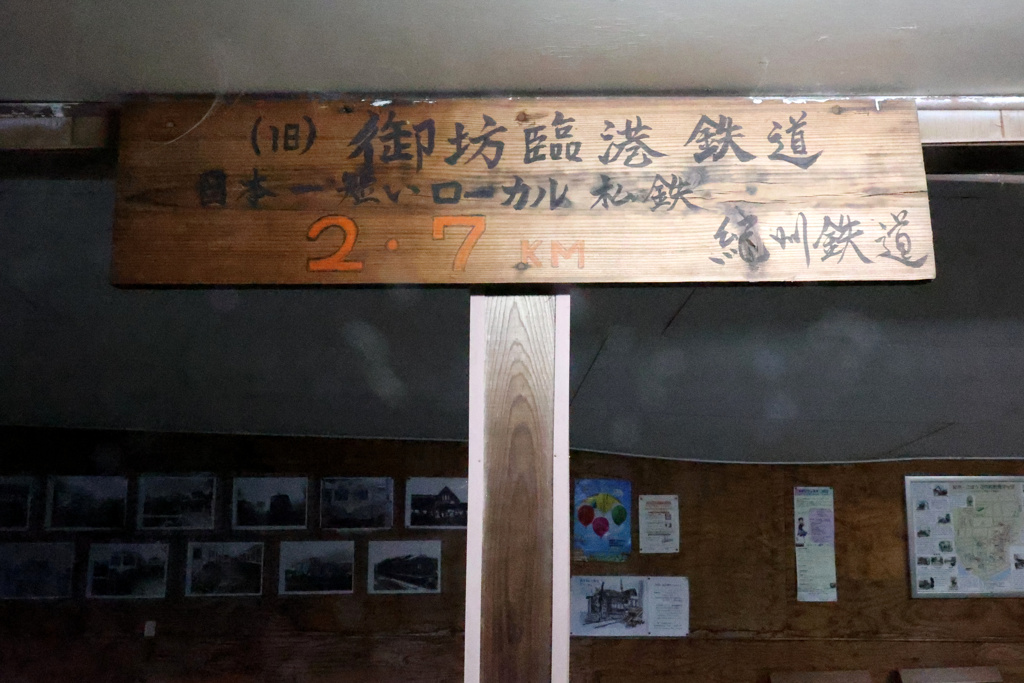 (旧) 御坊臨港鉄道
日本一短いローカル私鉄
2.7 KM
紀州鉄道